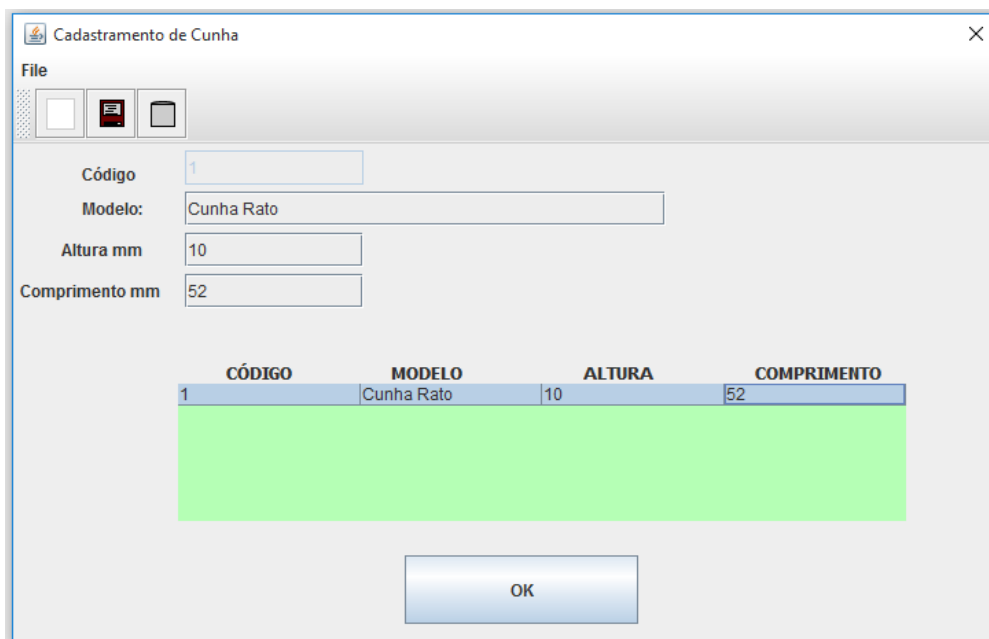 Cadastramento de Cunha
File
Código 1
Modelo: Cunha Rato
Altura mm 10
Comprimento mm 52
CÓDIGO MODELO ALTURA COMPRIMENTO
1 Cunha Rato 10 52
OK